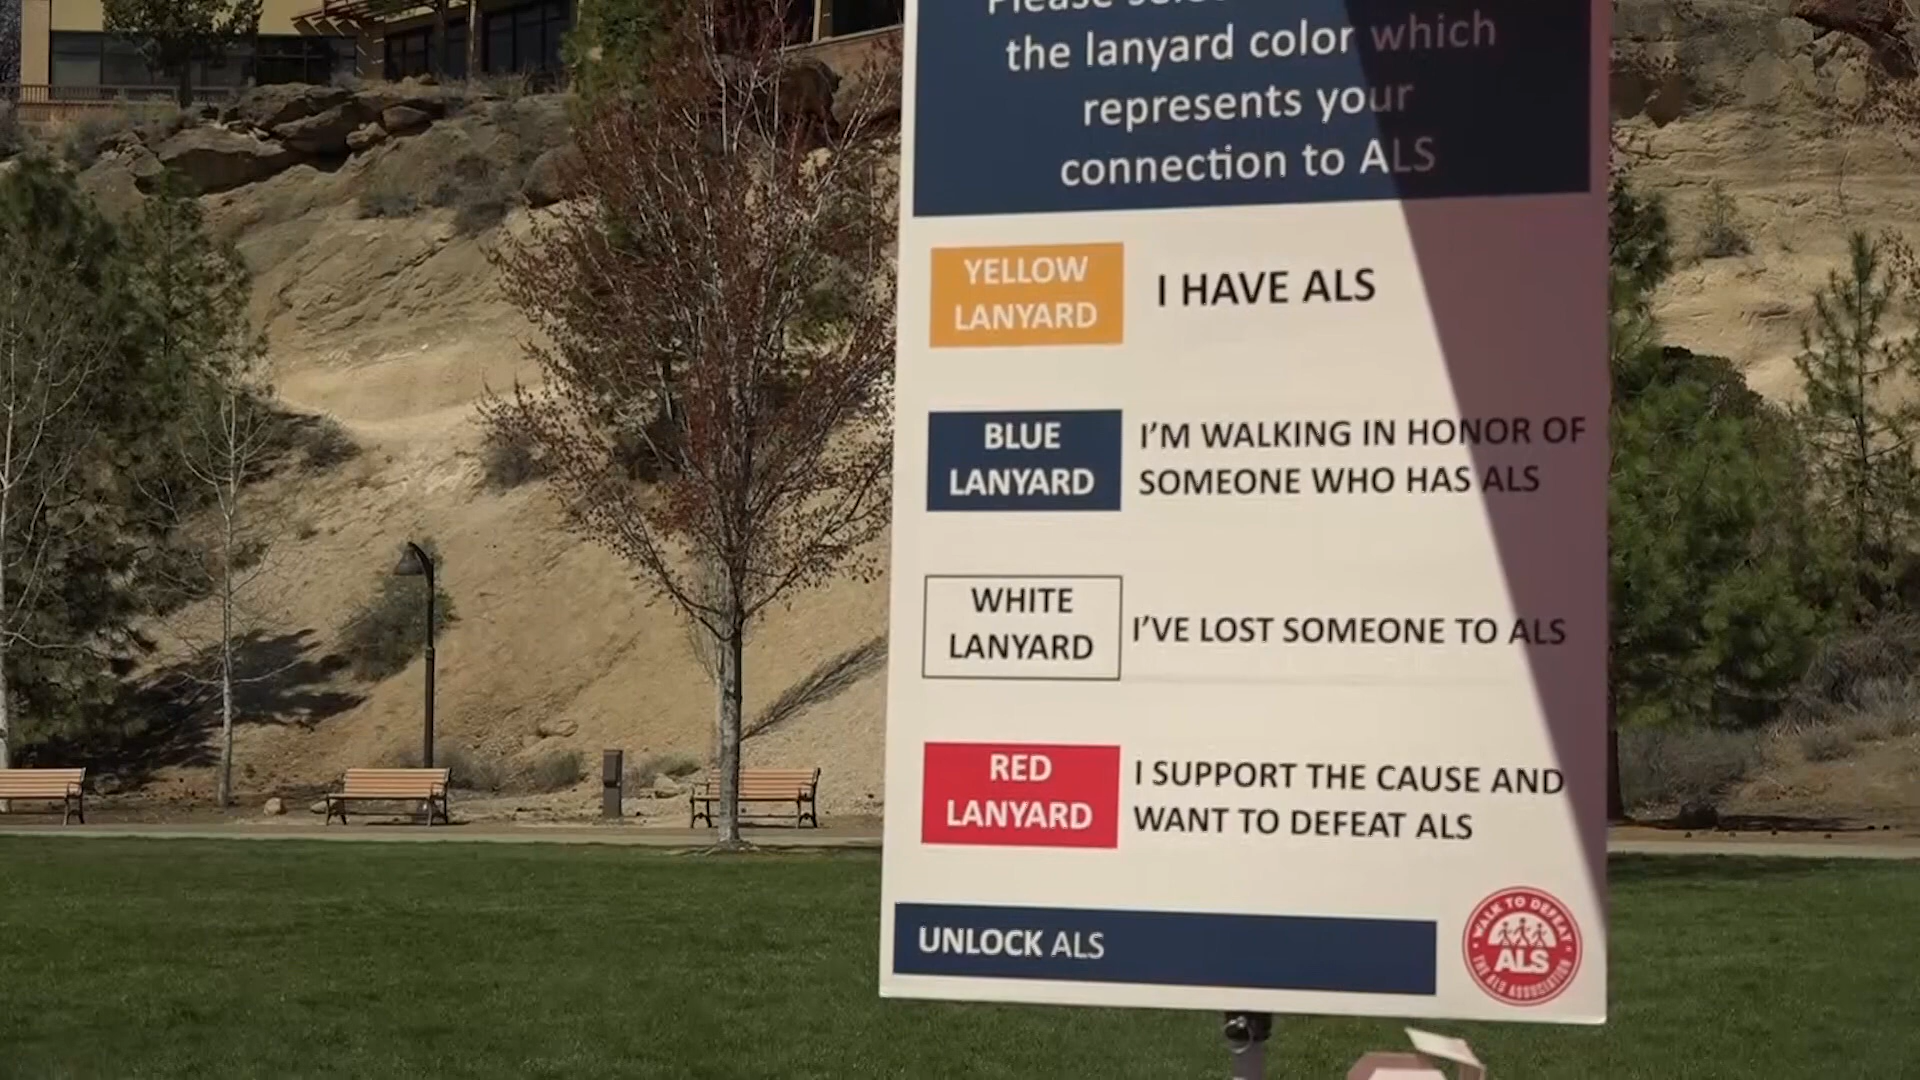 Please
the lanyard color which
represents your
connection to ALS
YELLOW
LANYARD
I HAVE ALS
BLUE
LANYARD
I'M WALKING IN HONOR OF
SOMEONE WHO HAS ALS
WHITE
LANYARD
I'VE LOST SOMEONE TO ALS
RED
LANYARD
I SUPPORT THE CAUSE AND
WANT TO DEFEAT ALS
UNLOCK ALS
WALK TO DEFEAT
ALS
THE ALS ASSOCIATION